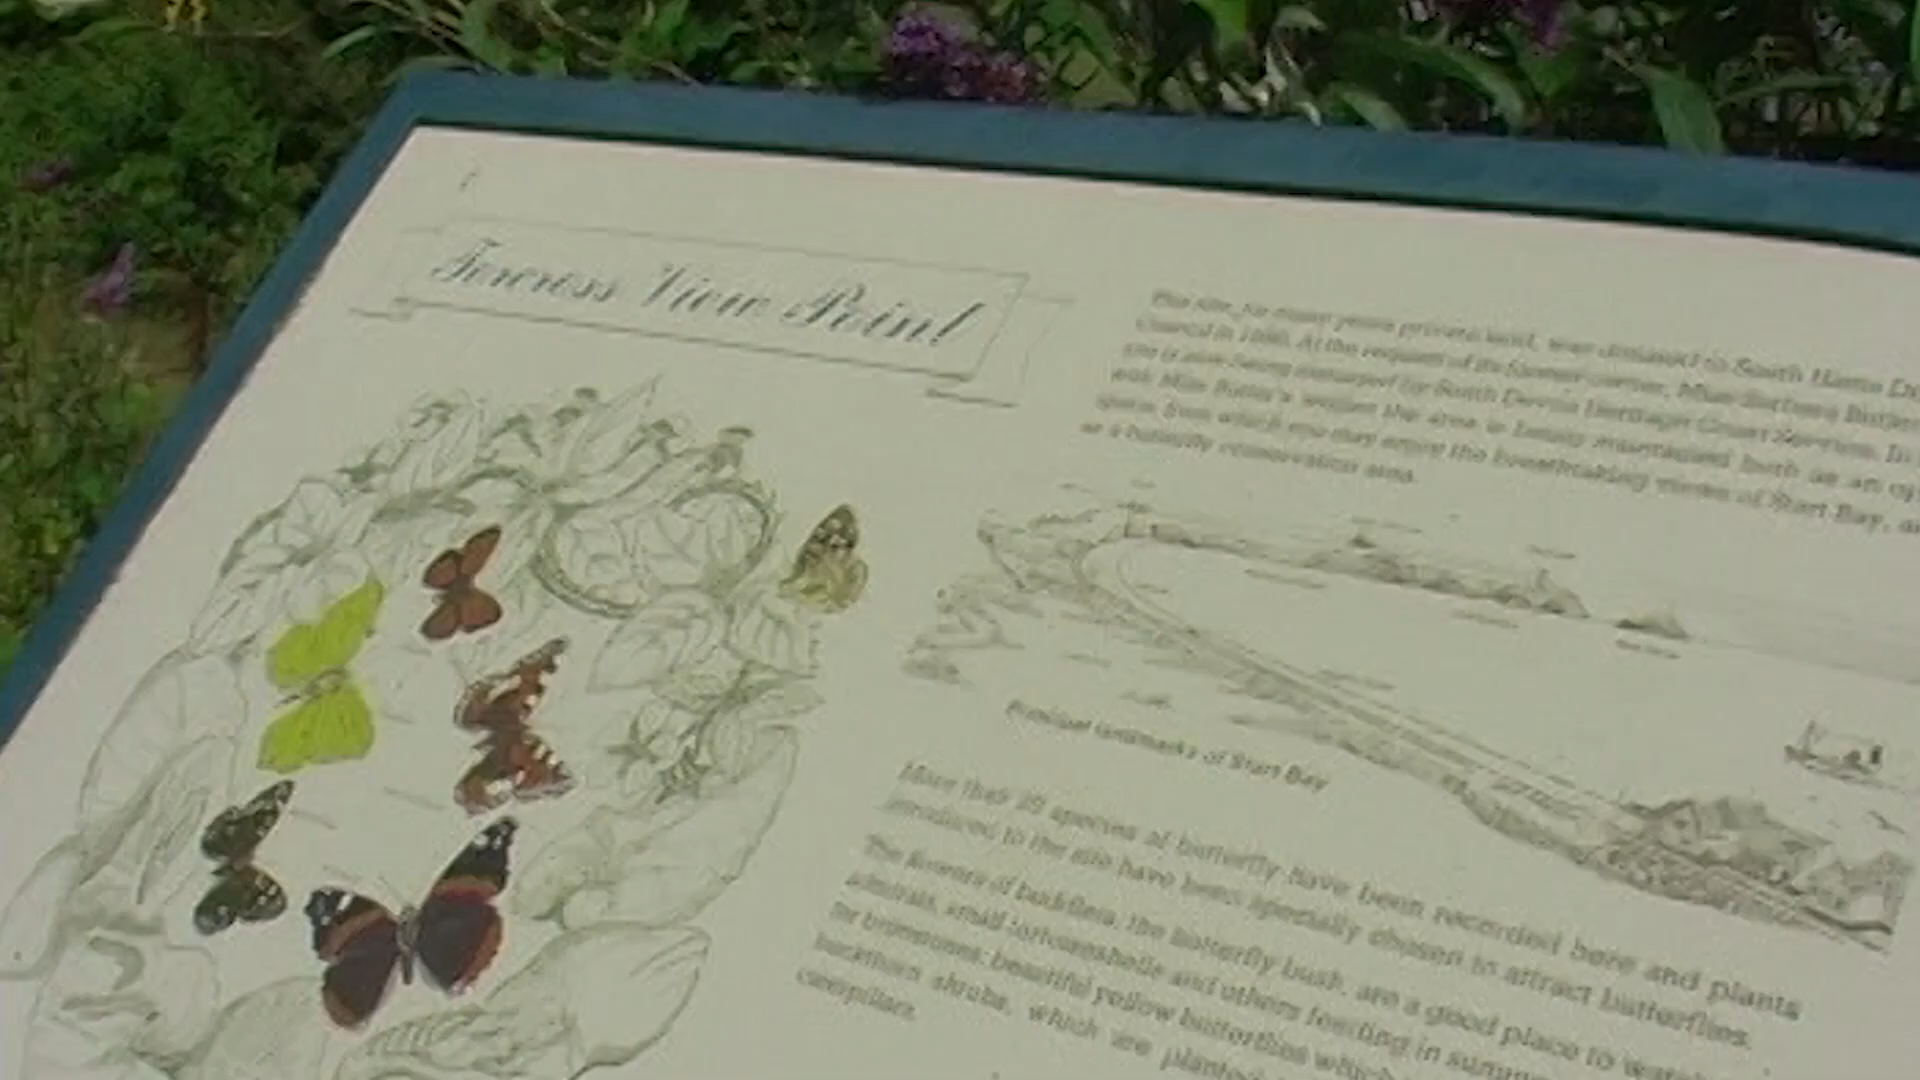 Torcross View Point
The site, for many years private land, was donated to South Hams
Council in 1990. At the request of its former owner, Miss Barbara
site is now being managed by South Devon Heritage Coast Service. In
with Miss wishes the area is being maintained both as an
space from which you may enjoy the breathtaking views of Start Bay,
as a butterfly conservation area.
Principal landmarks of Start Bay
More than 20 species of butterfly have been recorded here and plants
introduced to the site have been specially chosen to attract butterflies.
The flowers of buddleia, the butterfly bush, are a good place to watch
admirals, small tortoiseshells and others feeding in summer
for brimstones; beautiful yellow butterflies which
buckthorn shrubs, which are planted
caterpillars.